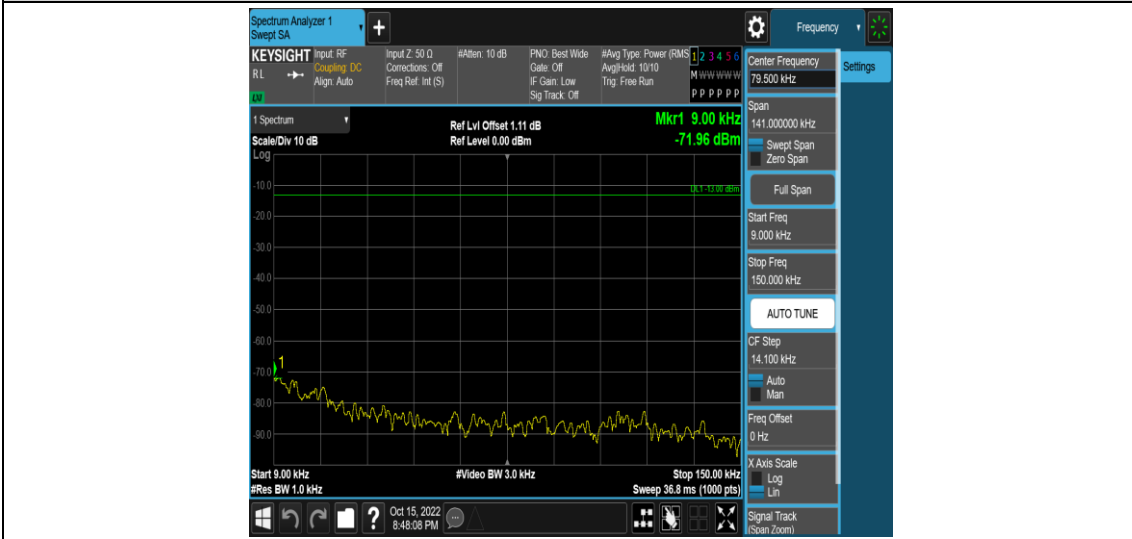 Spectrum Analyzer 1
Swept SA
+
Frequency
KEYSIGHT
RL
Input: RF
Coupling: DC
Align: Auto
Input Z: 50 Ω
Corrections: Off
Freq Ref: Int (S)
#Atten: 10 dB
PNO: Best Wide
Gate: Off
IF Gain: Low
Sig Track: Off
#Avg Type: Power (RMS
Avg|Hold: 10/10
Trig: Free Run
1 2 3 4 5 6
M W W W W W
P P P P P P
1 Spectrum
Scale/Div 10 dB
Log
Ref Lvl Offset 1.11 dB
Ref Level 0.00 dBm
Mkr1 9.00 kHz
-71.96 dBm
DL1 -13.00 dBm
-10.0
-20.0
-30.0
-40.0
-50.0
-60.0
-70.0
-80.0
-90.0
1
Start 9.00 kHz
#Res BW 1.0 kHz
#Video BW 3.0 kHz
Stop 150.00 kHz
Sweep 36.8 ms (1000 pts)
?
Oct 15, 2022
8:48:08 PM
Center Frequency
79.500 kHz
Settings
Span
141.000000 kHz
Swept Span
Zero Span
Full Span
Start Freq
9.000 kHz
Stop Freq
150.000 kHz
AUTO TUNE
CF Step
14.100 kHz
Auto
Man
Freq Offset
0 Hz
X Axis Scale
Log
Lin
Signal Track
(Span Zoom)